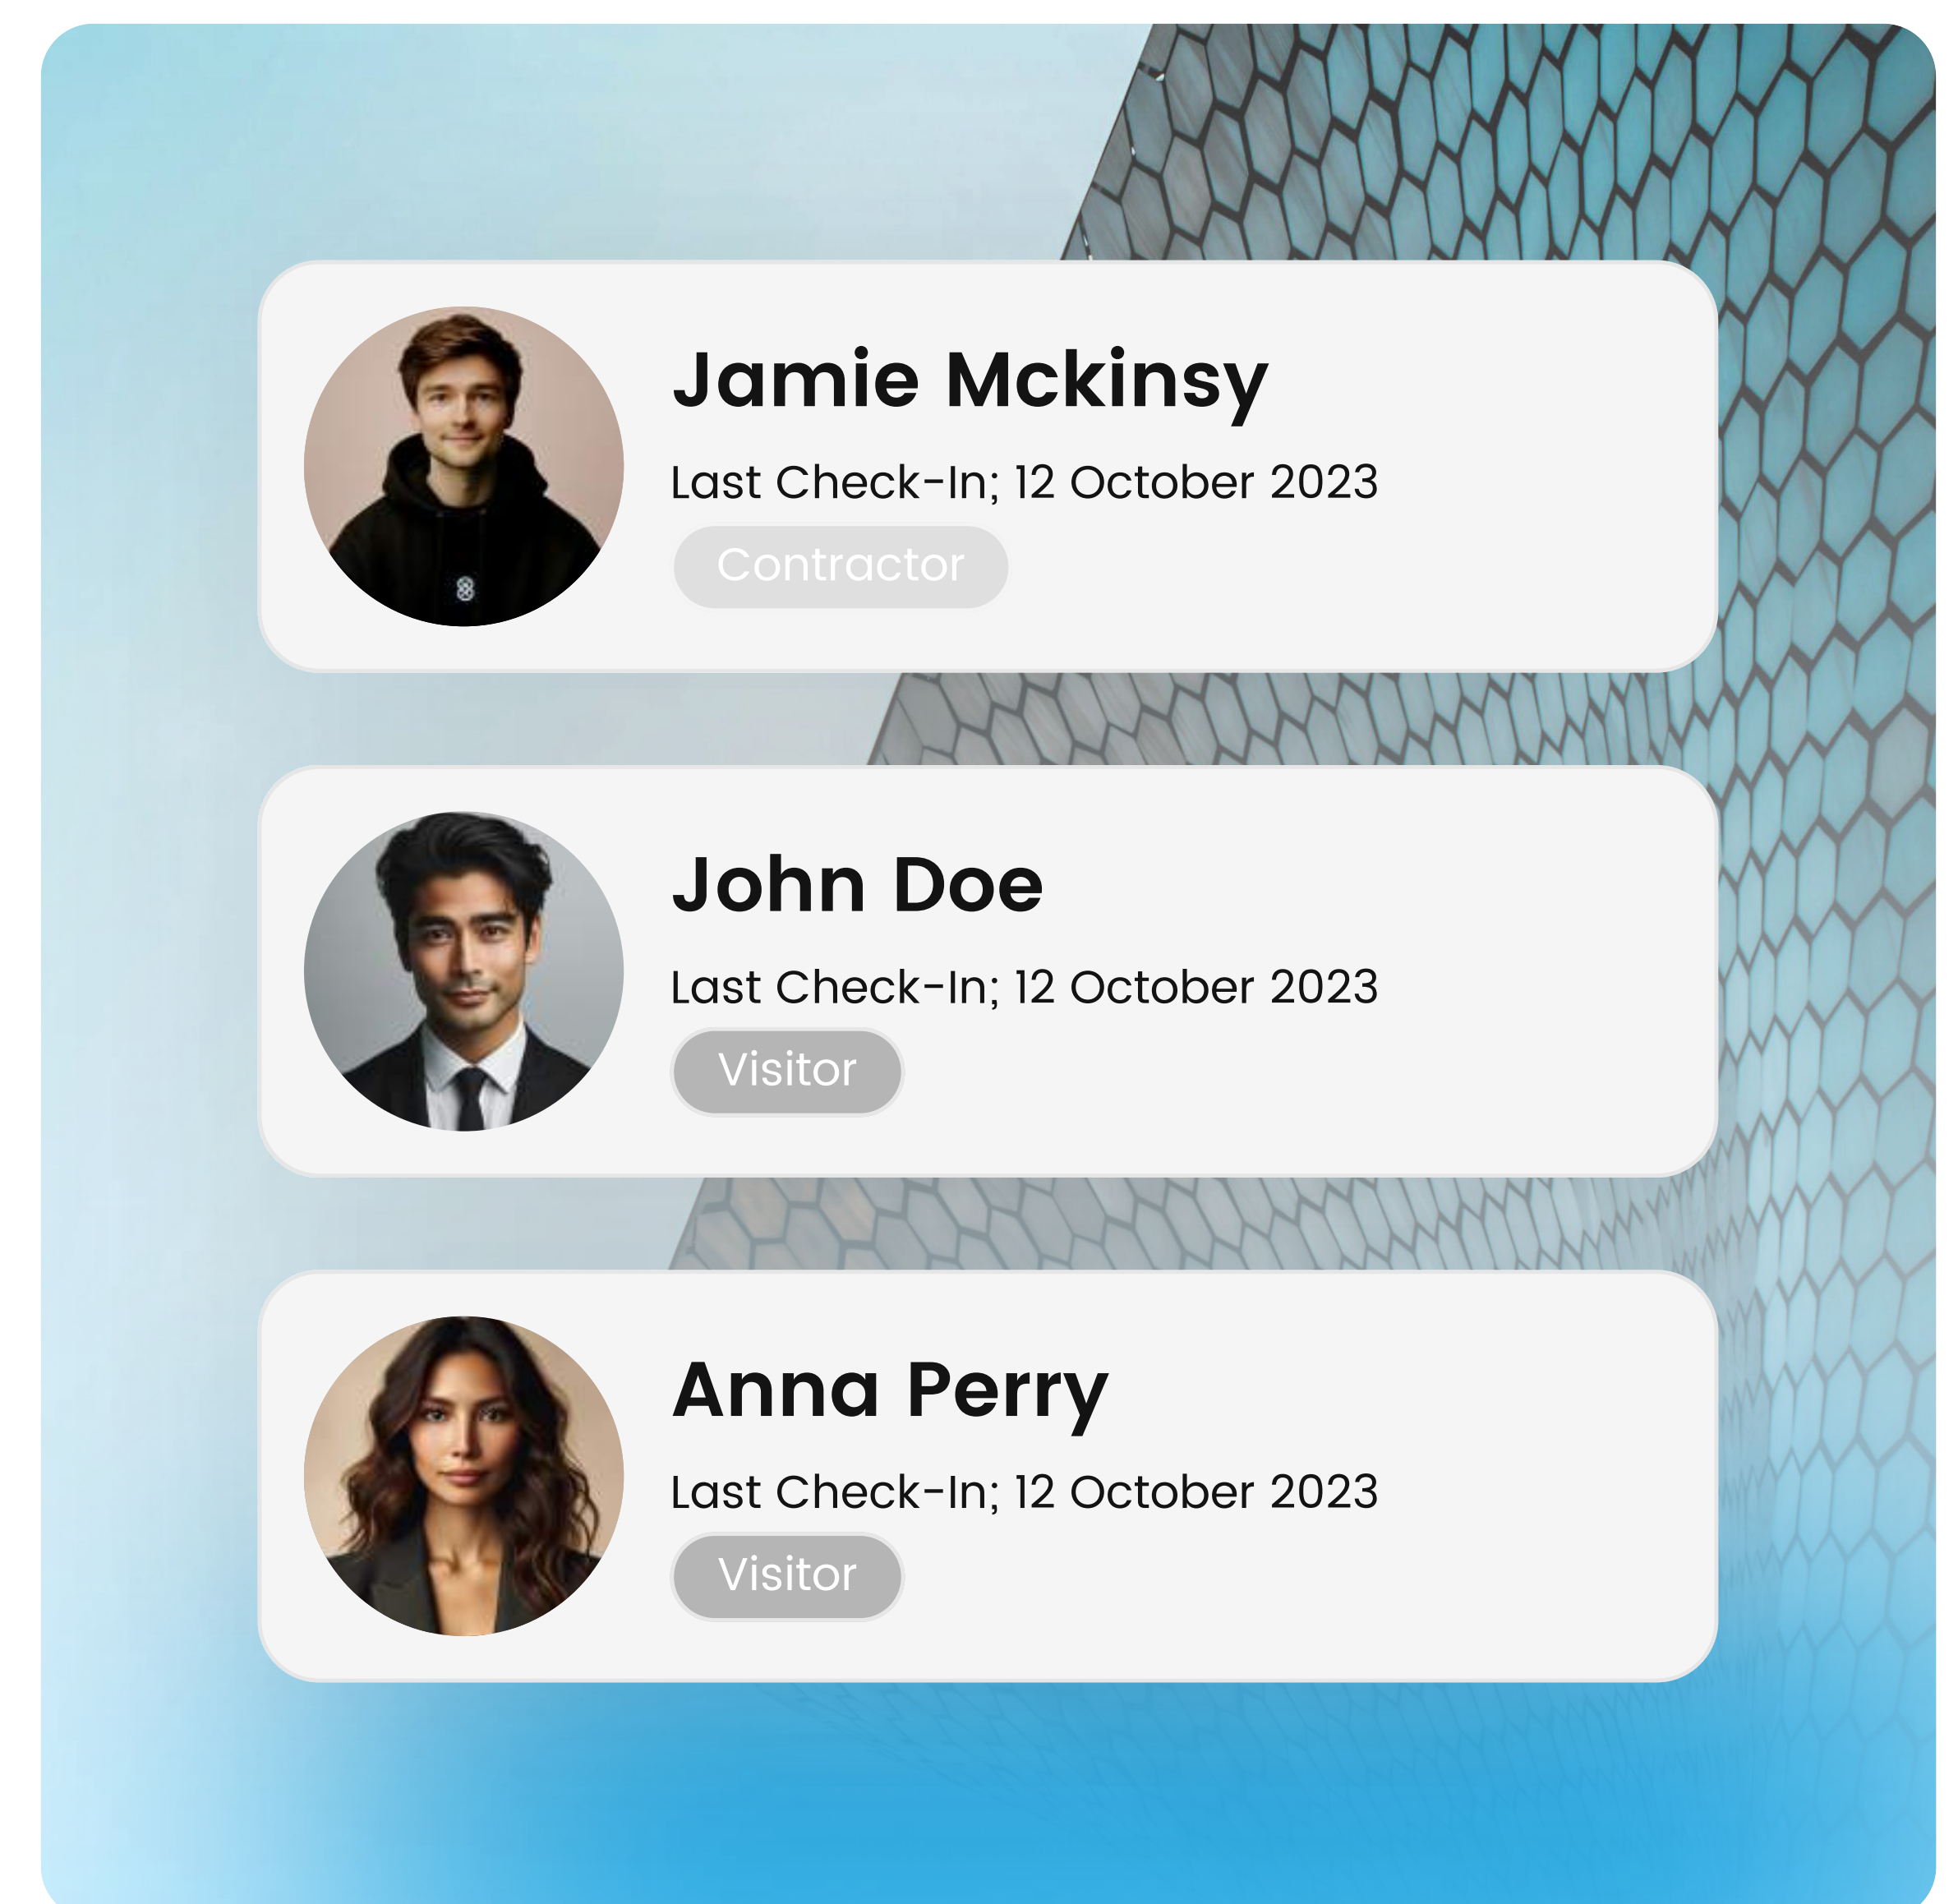 Jamie Mckinsy
Last Check-In; 12 October 2023
Contractor
John Doe
Last Check-In; 12 October 2023
Visitor
Anna Perry
Last Check-In; 12 October 2023
Visitor